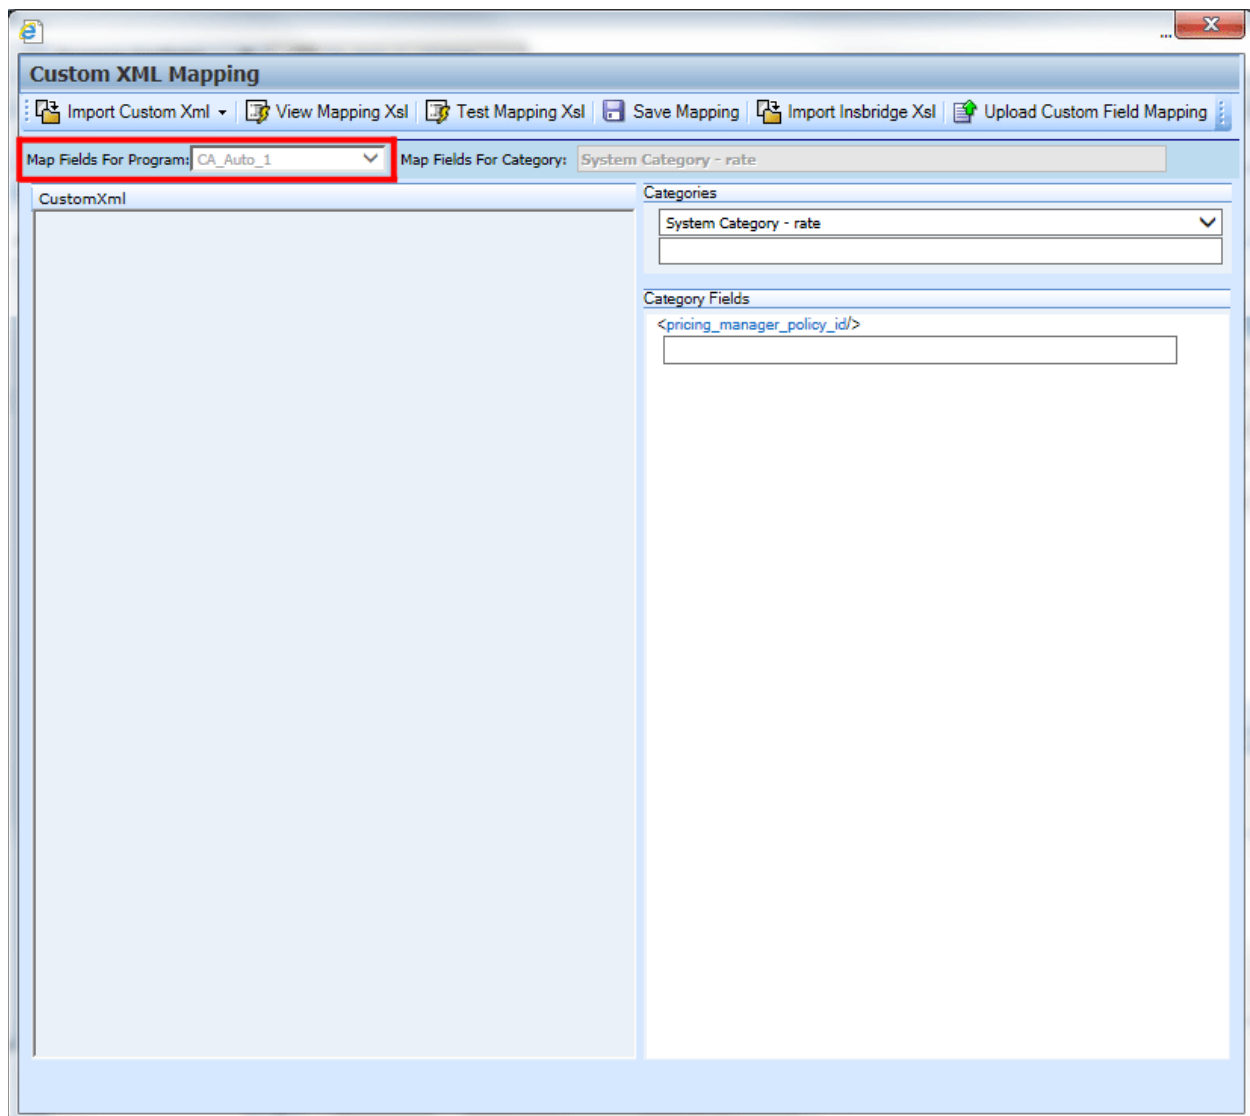 ...
x
Custom XML Mapping
Import Custom Xml View Mapping Xsl Test Mapping Xsl Save Mapping Import Insbridge Xsl Upload Custom Field Mapping
Map Fields For Program: CA_Auto_1 Map Fields For Category: System Category - rate
CustomXml
Categories
System Category - rate
Category Fields
<pricing_manager_policy_id/>